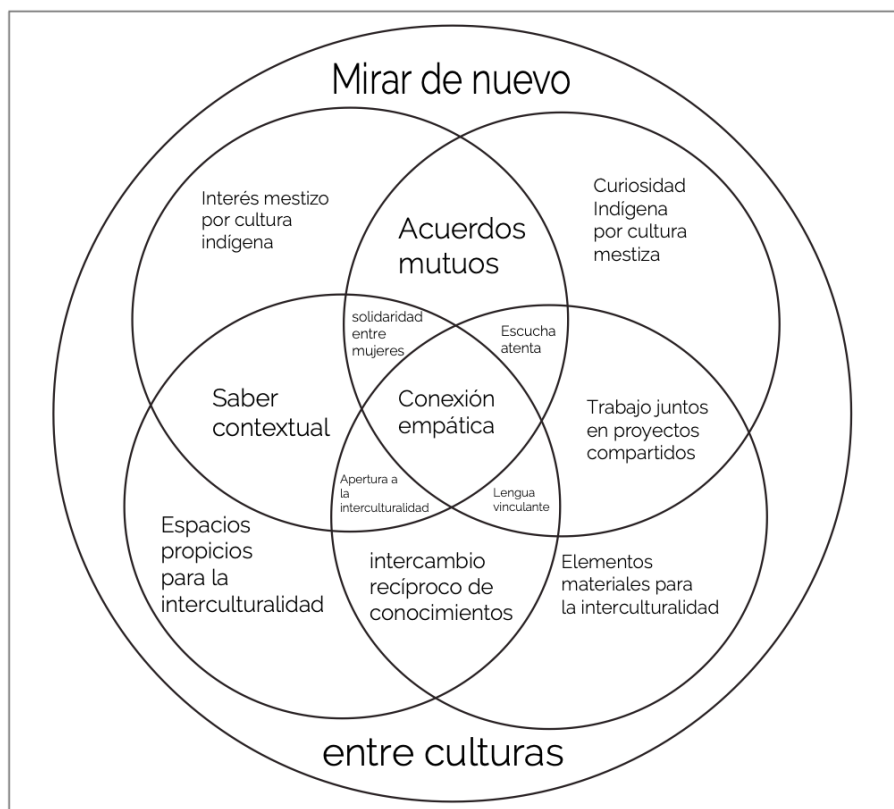 Mirar de nuevo
Interés mestizo
por cultura
indígena
Curiosidad
Indígena
por cultura
mestiza
Acuerdos
mutuos
solidaridad
entre
mujeres
Escucha
atenta
Saber
contextual
Conexión
empática
Trabajo juntos
en proyectos
compartidos
Apertura a
la
interculturalidad
Lengua
vinculante
Espacios
propicios
para la
interculturalidad
intercambio
recíproco de
conocimientos
Elementos
materiales para
la interculturalidad
entre culturas